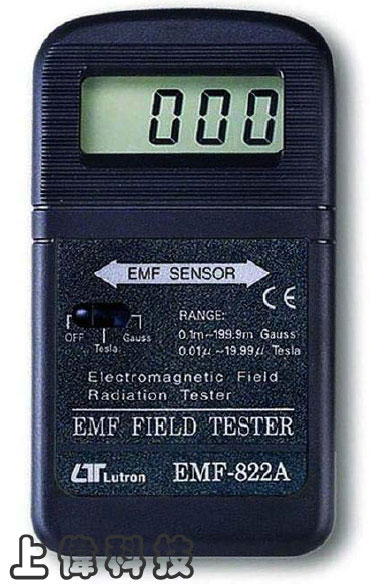 000
EMF SENSOR
CE
RANGE:
0.1m~199.9m Gauss
0.01μ~19.99μ Tesla
OFF
Tesla
Gauss
Electromagnetic Field
Radiation Tester
EMF FIELD TESTER
LT Lutron EMF-822A
上偉科技